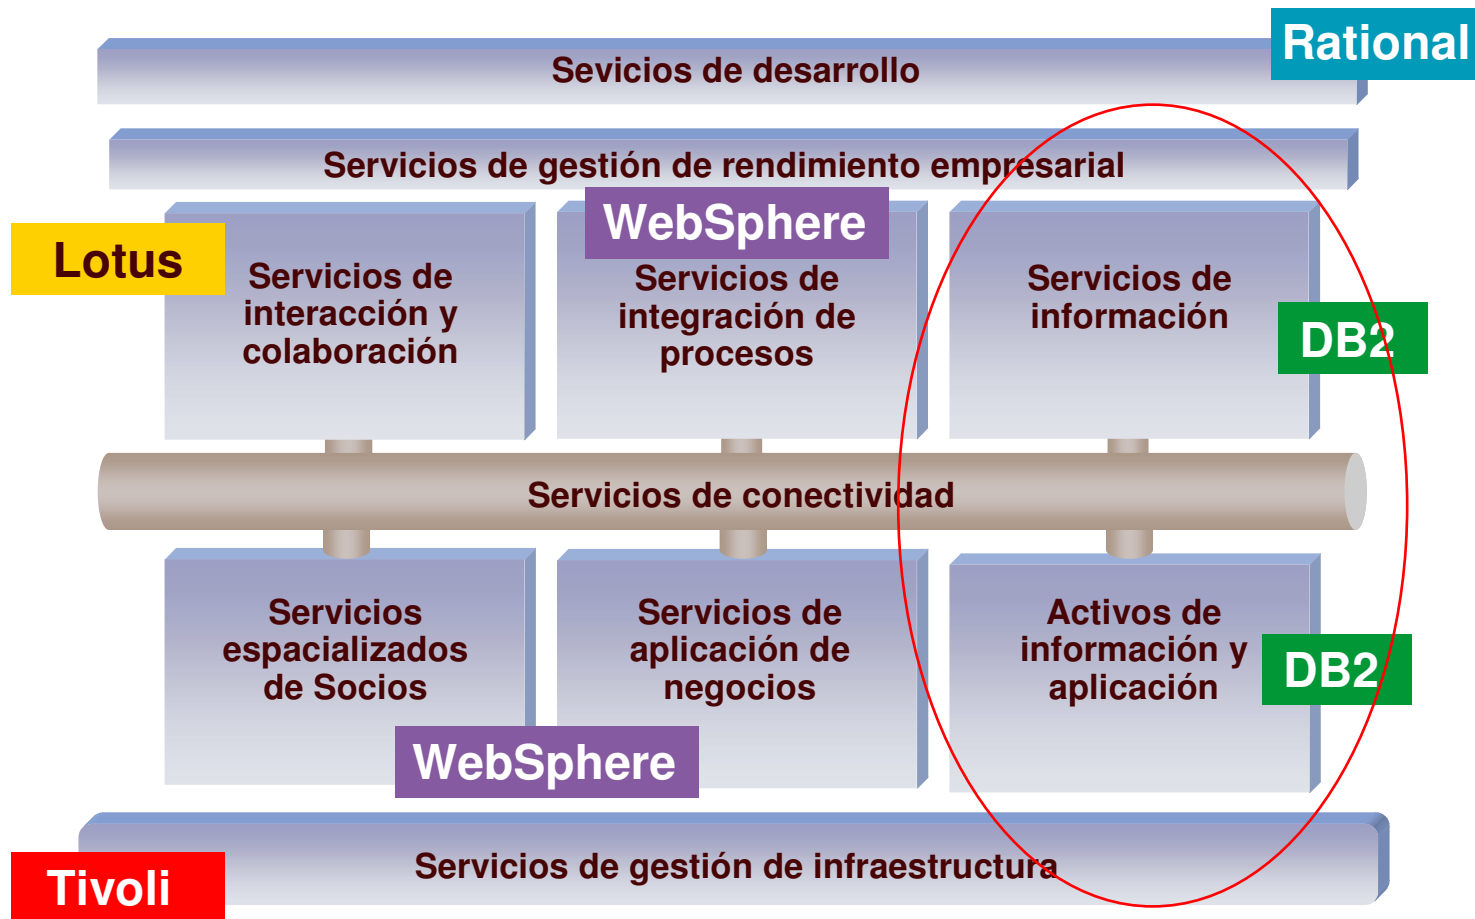 Rational
Sevicios de desarrollo
Servicios de gestión de rendimiento empresarial
WebSphere
Lotus
Servicios de
interacción y
colaboración
Servicios de
integración de
procesos
Servicios de
información
DB2
Servicios de conectividad
Servicios
espacializados
de Socios
Servicios de
aplicación de
negocios
Activos de
información y
aplicación
DB2
WebSphere
Servicios de gestión de infraestructura
Tivoli